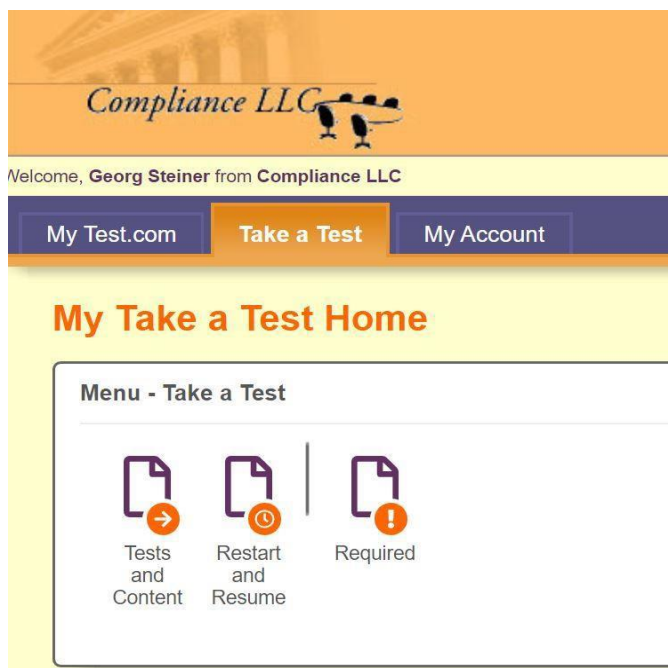 Compliance LLC
Welcome, Georg Steiner from Compliance LLC
My Test.com Take a Test My Account
My Take a Test Home
Menu - Take a Test
Tests
and
Content
Restart
and
Resume
Required